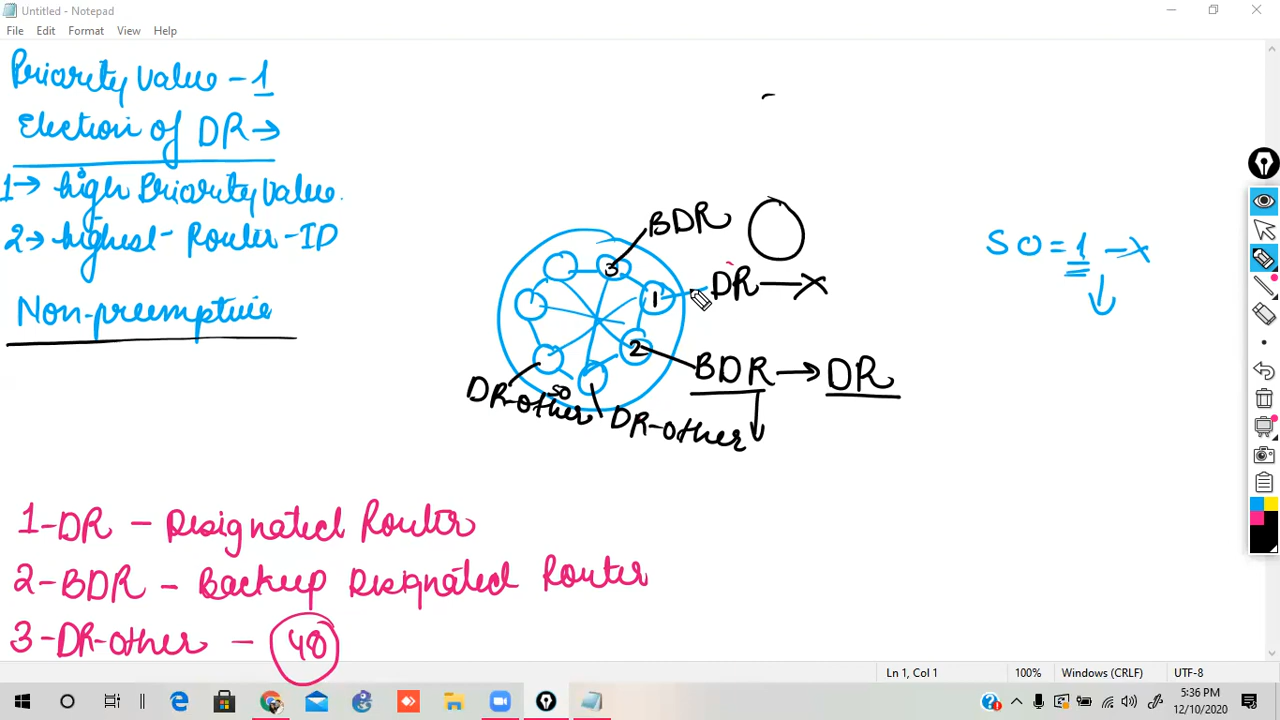 Untitled - Notepad
File Edit Format View Help
Priority Value - 1
Election of DR →
1→ high Priority Value.
2→ highest Router-ID
Non-preemptive
BDR
3
1
DR — X
2
BDR → DR
DR-other
50
DR-other
50 = 1 - X
1-DR - Designated Router
2-BDR - Backup Designated Router
3-DR-other - 48
Ln 1, Col 1 100% Windows (CRLF) UTF-8
5:36 PM
12/10/2020